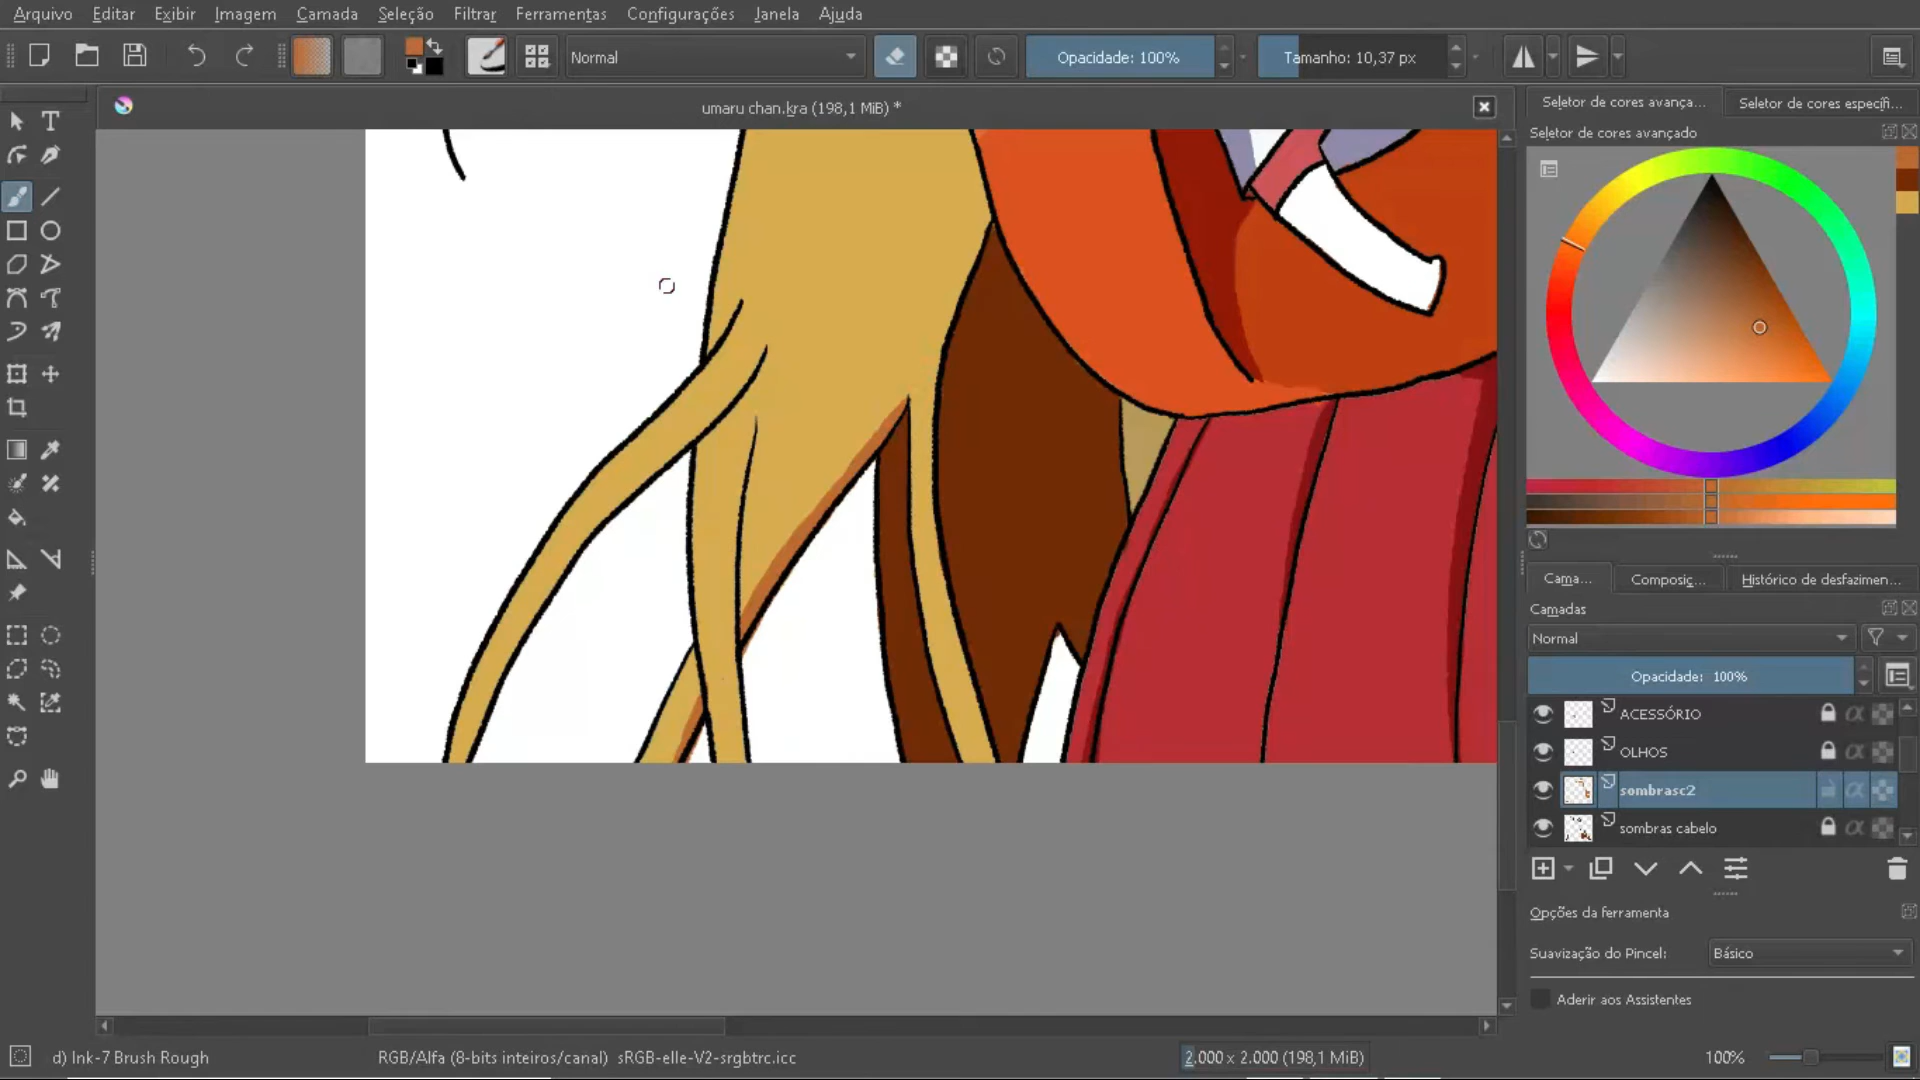 Arquivo Editar Exibir Imagem Camada Seleção Filtrar Ferramentas Configurações Janela Ajuda
Normal Opacidade: 100% Tamanho: 10,37 px
umaru chan.kra (198,1 MiB) *
Seletor de cores avança... Seletor de cores específi...
Seletor de cores avançado
Cama... Composiç... Histórico de desfazimen...
Camadas
Normal
Opacidade: 100%
ACESSÓRIO
OLHOS
sombrasc2
sombras cabelo
Opções da ferramenta
Suavização do Pincel: Básico
Aderir aos Assistentes
d) Ink-7 Brush Rough RGB/Alfa (8-bits inteiros/canal) sRGB-elle-V2-srgbtrc.icc 2.000 x 2.000 (198,1 MiB) 100%